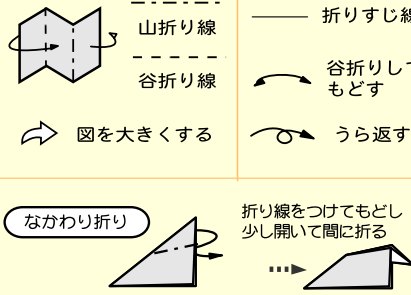 山折り線
谷折り線
図を大きくする
折りすじ線
谷折りして
もどす
うら返す
なかわり折り
折り線をつけてもどし
少し開いて間に折る